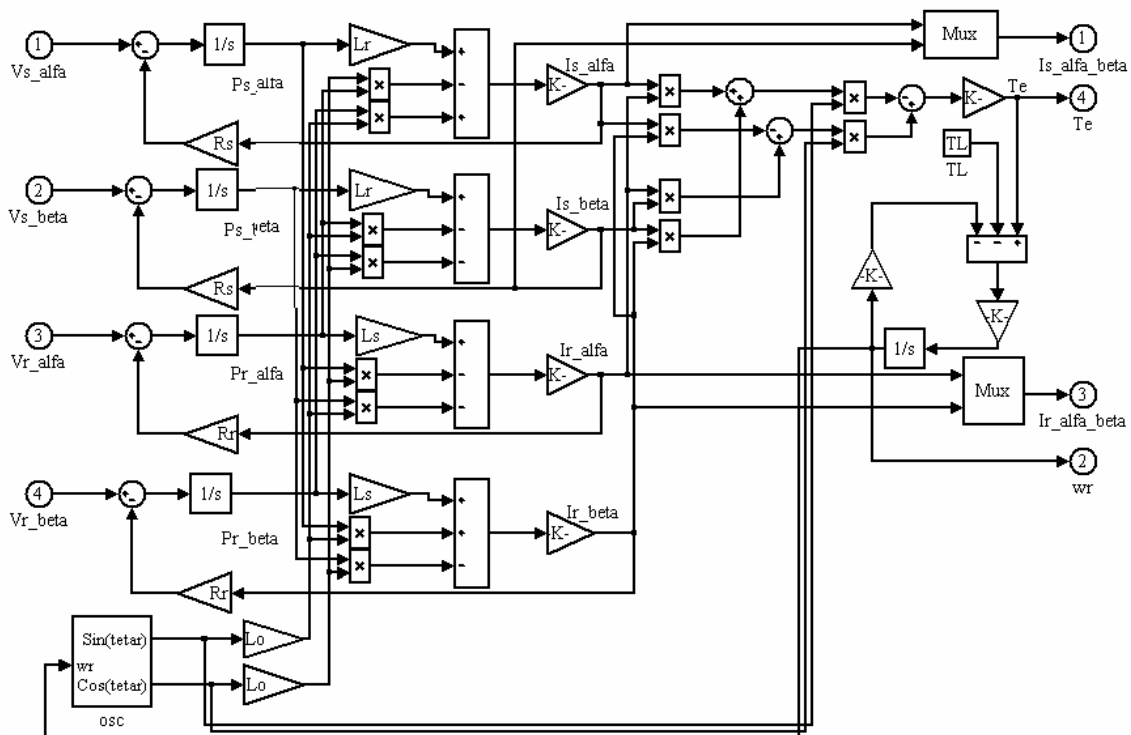 1
Vs_alfa
1/s
Ps_alfa
Lr
Rs
Is_alfa
K-
Mux
1
Is_alfa_beta
K-
Te
4
Te
TL
TL
2
Vs_beta
1/s
Lr
Rs
Is_beta
K-
-K-
-K-
3
Vr_alfa
1/s
Pr_alfa
Ls
Rr
Ir_alfa
K-
1/s
Mux
3
Ir_alfa_beta
2
wr
4
Vr_beta
1/s
Pr_beta
Ls
Rr
Ir_beta
-K-
Sin(tetar)
wr
Cos(tetar)
osc
Lo
Lo